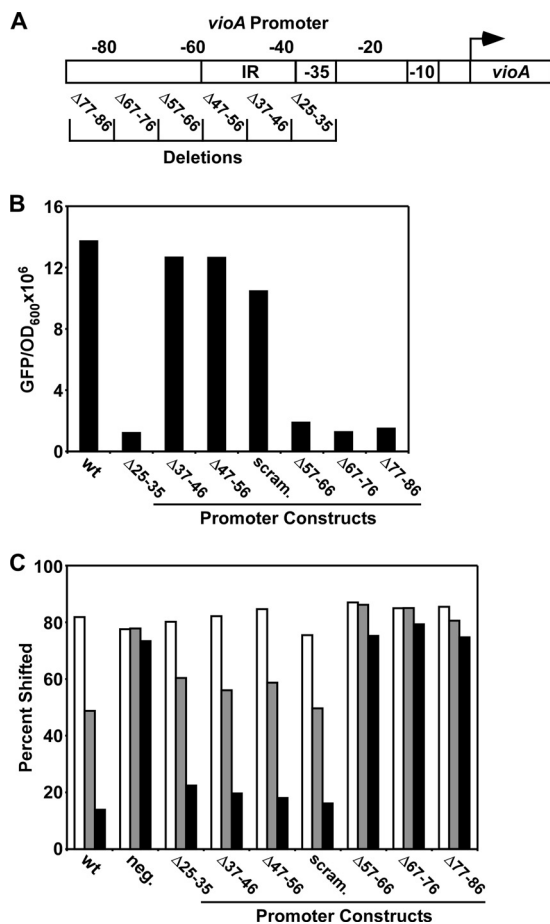 A
vioA Promoter
-80 -60 -40 -20
IR -35 -10 vioA
Δ77-86 Δ67-76 Δ57-66 Δ47-56 Δ37-46 Δ25-35
Deletions
B
GFP/OD600x10⁶
16
12
8
4
0
wt Δ25-35 Δ37-46 Δ47-56 scram. Δ57-66 Δ67-76 Δ77-86
Promoter Constructs
C
Percent Shifted
100
80
60
40
20
0
wt neg. Δ25-35 Δ37-46 Δ47-56 scram. Δ57-66 Δ67-76 Δ77-86
Promoter Constructs